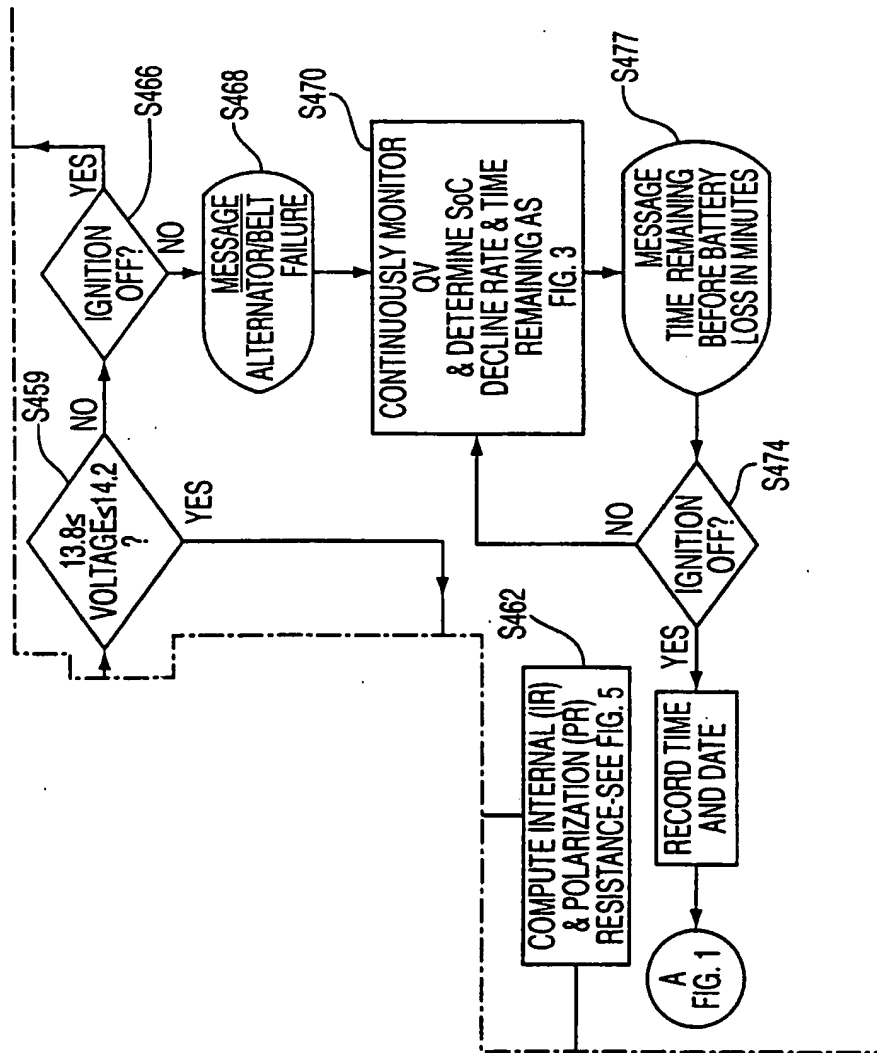 S459
13.8≤
VOLTAGE≤14.2
?
NO
YES
S466
IGNITION
OFF?
YES
NO
S468
MESSAGE
ALTERNATOR/BELT
FAILURE
S470
CONTINUOUSLY MONITOR
QV
& DETERMINE SoC
DECLINE RATE & TIME
REMAINING AS
FIG. 3
S477
MESSAGE
TIME REMAINING
BEFORE BATTERY
LOSS IN MINUTES
S474
IGNITION
OFF?
NO
YES
S462
COMPUTE INTERNAL (IR)
& POLARIZATION (PR)
RESISTANCE-SEE FIG. 5
RECORD TIME
AND DATE
A
FIG. 1